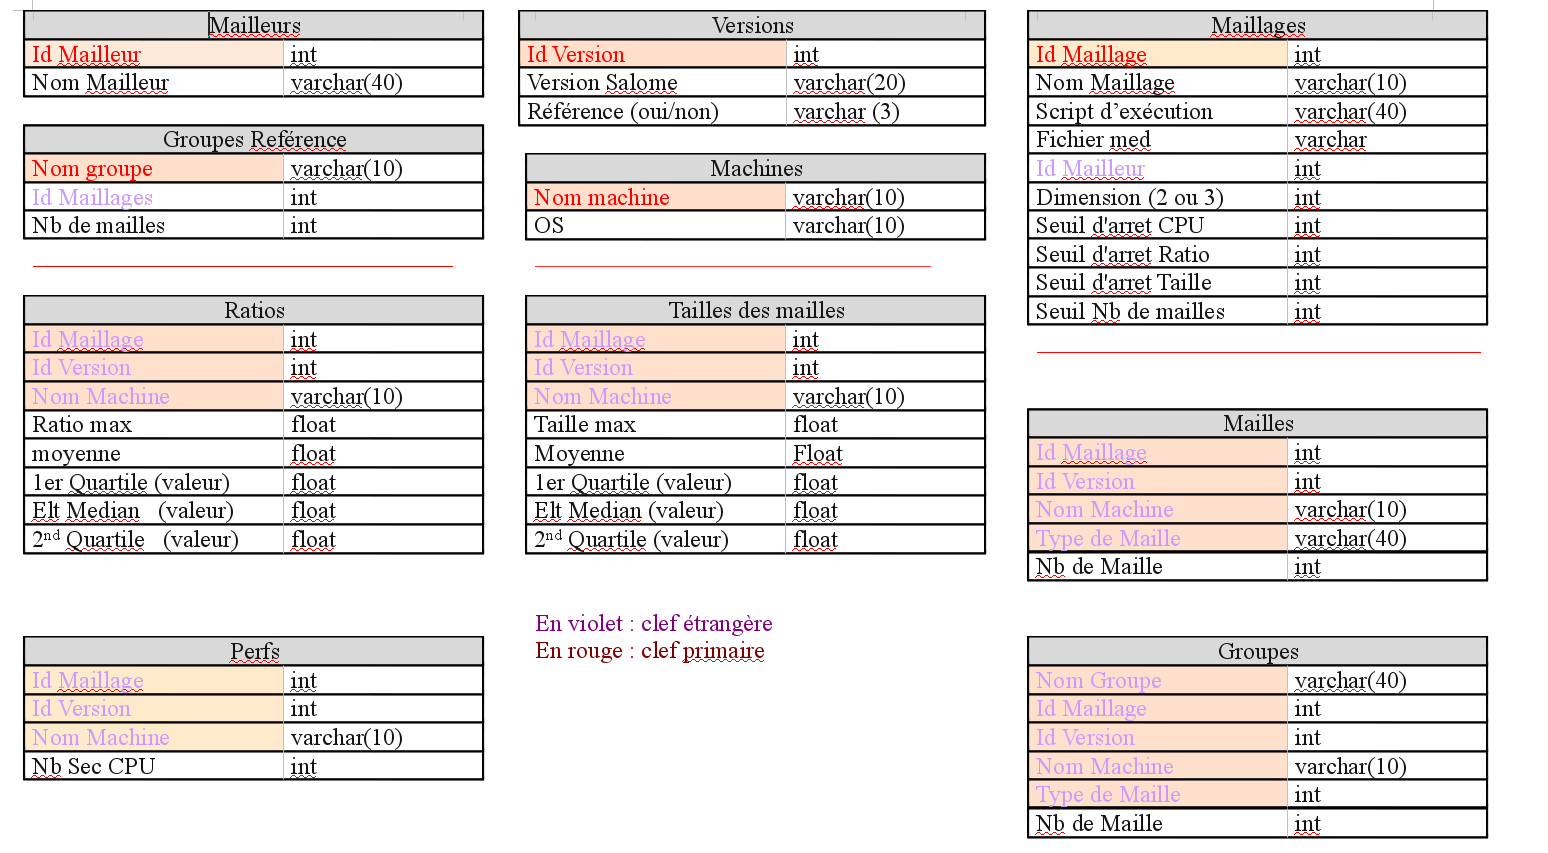 Mailleurs
Id Mailleur int
Nom Mailleur varchar(40)
Groupes Reférence
Nom groupe varchar(10)
Id Maillages int
Nb de mailles int
Versions
Id Version int
Version Salome varchar(20)
Référence (oui/non) varchar (3)
Machines
Nom machine varchar(10)
OS varchar(10)
Maillages
Id Maillage int
Nom Maillage varchar(10)
Script d’exécution varchar(40)
Fichier med varchar
Id Mailleur int
Dimension (2 ou 3) int
Seuil d'arret CPU int
Seuil d'arret Ratio int
Seuil d'arret Taille int
Seuil Nb de mailles int
Ratios
Id Maillage int
Id Version int
Nom Machine varchar(10)
Ratio max float
moyenne float
1er Quartile (valeur) float
Elt Median (valeur) float
2nd Quartile (valeur) float
Tailles des mailles
Id Maillage int
Id Version int
Nom Machine varchar(10)
Taille max float
Moyenne Float
1er Quartile (valeur) float
Elt Median (valeur) float
2nd Quartile (valeur) float
Mailles
Id Maillage int
Id Version int
Nom Machine varchar(10)
Type de Maille varchar(40)
Nb de Maille int
Perfs
Id Maillage int
Id Version int
Nom Machine varchar(10)
Nb Sec CPU int
En violet : clef étrangère
En rouge : clef primaire
Groupes
Nom Groupe varchar(40)
Id Maillage int
Id Version int
Nom Machine varchar(10)
Type de Maille int
Nb de Maille int